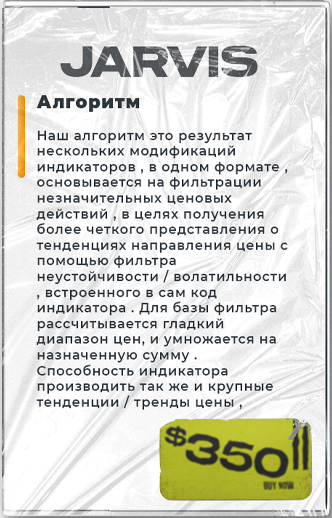 JARVIS
Алгоритм
Наш алгоритм это результат
нескольких модификаций
индикаторов , в одном формате ,
основывается на фильтрации
незначительных ценовых
действий , в целях получения
более четкого представления о
тенденциях направления цены с
помощью фильтра
неустойчивости / волатильности
, встроенного в сам код
индикатора . Для базы фильтра
рассчитывается гладкий
диапазон цен, и умножается на
назначенную сумму .
Способность индикатора
производить так же и крупные
тенденции / тренды цены ,
$350
BUY NOW